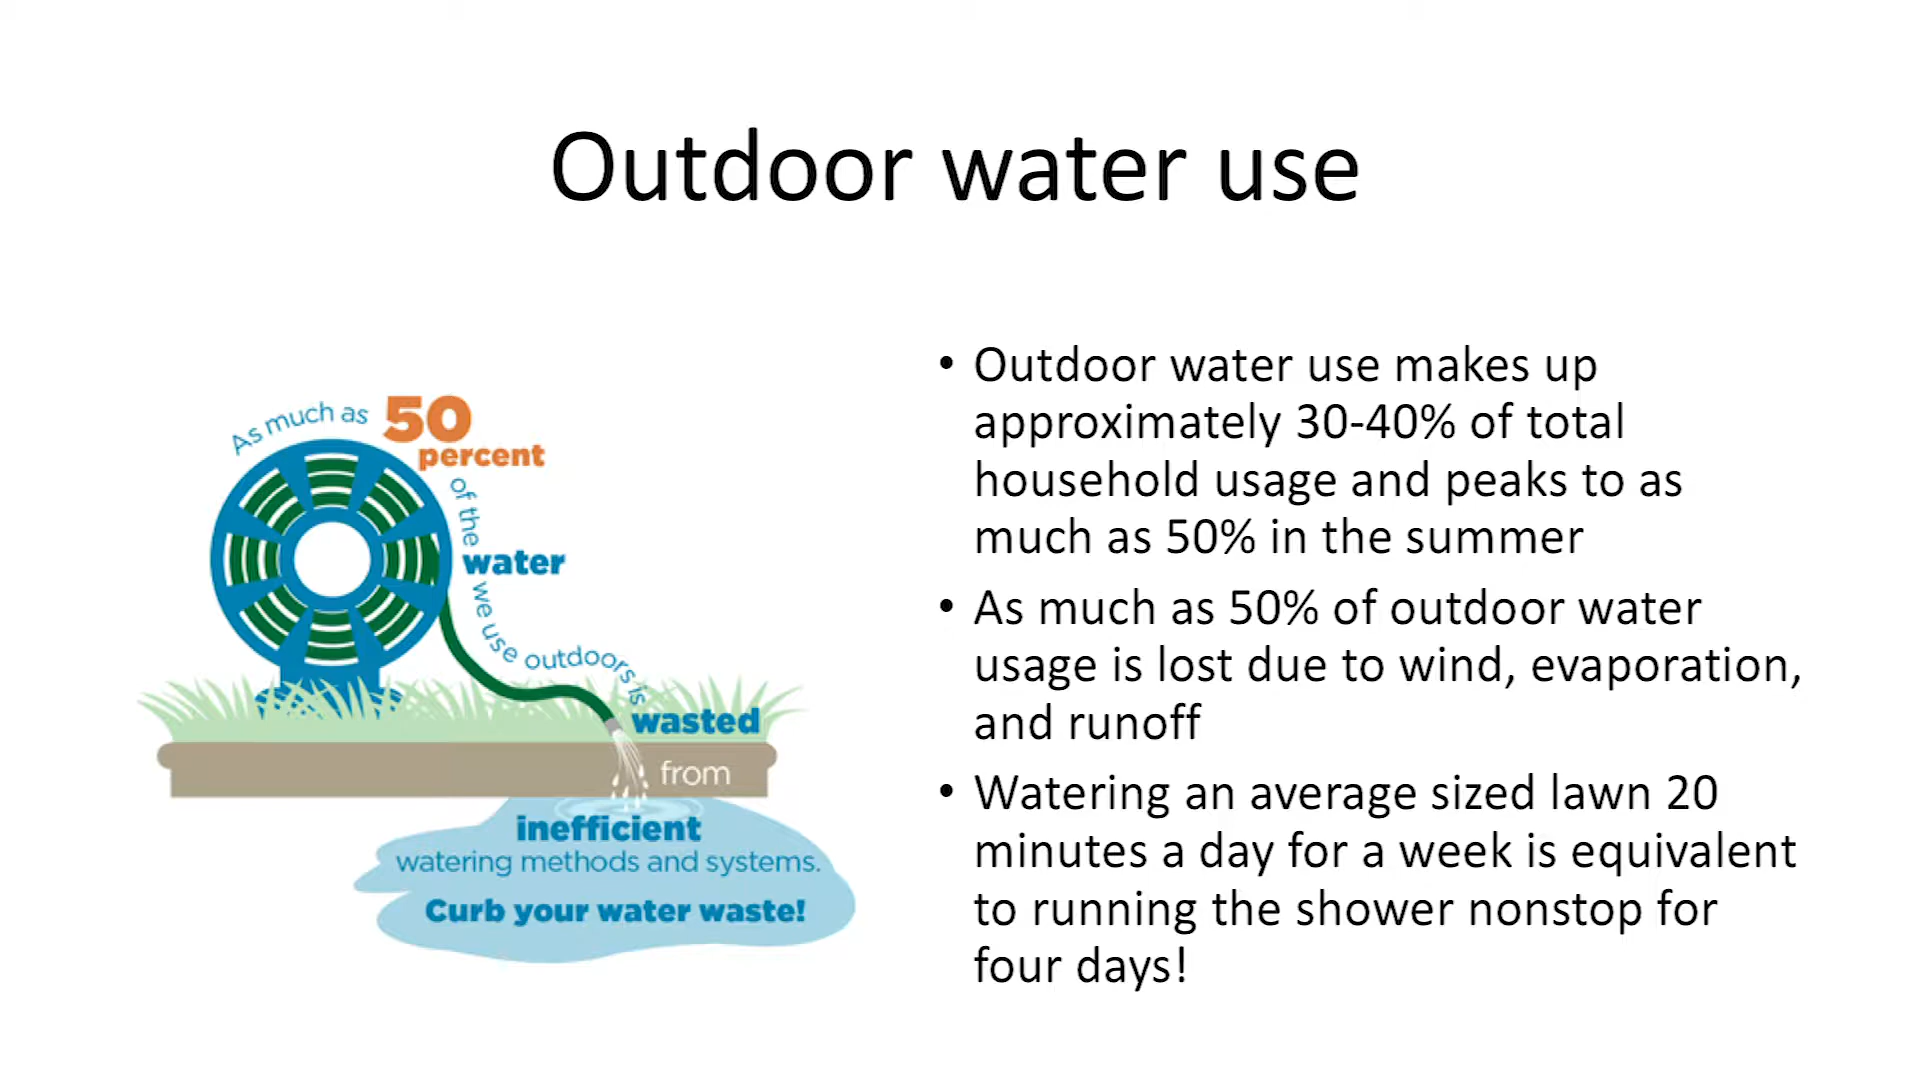 Outdoor water use
As much as 50
percent
of the
water
we use outdoors is
wasted
from
inefficient
watering methods and systems.
Curb your water waste!
• Outdoor water use makes up
approximately 30-40% of total
household usage and peaks to as
much as 50% in the summer
• As much as 50% of outdoor water
usage is lost due to wind, evaporation,
and runoff
• Watering an average sized lawn 20
minutes a day for a week is equivalent
to running the shower nonstop for
four days!